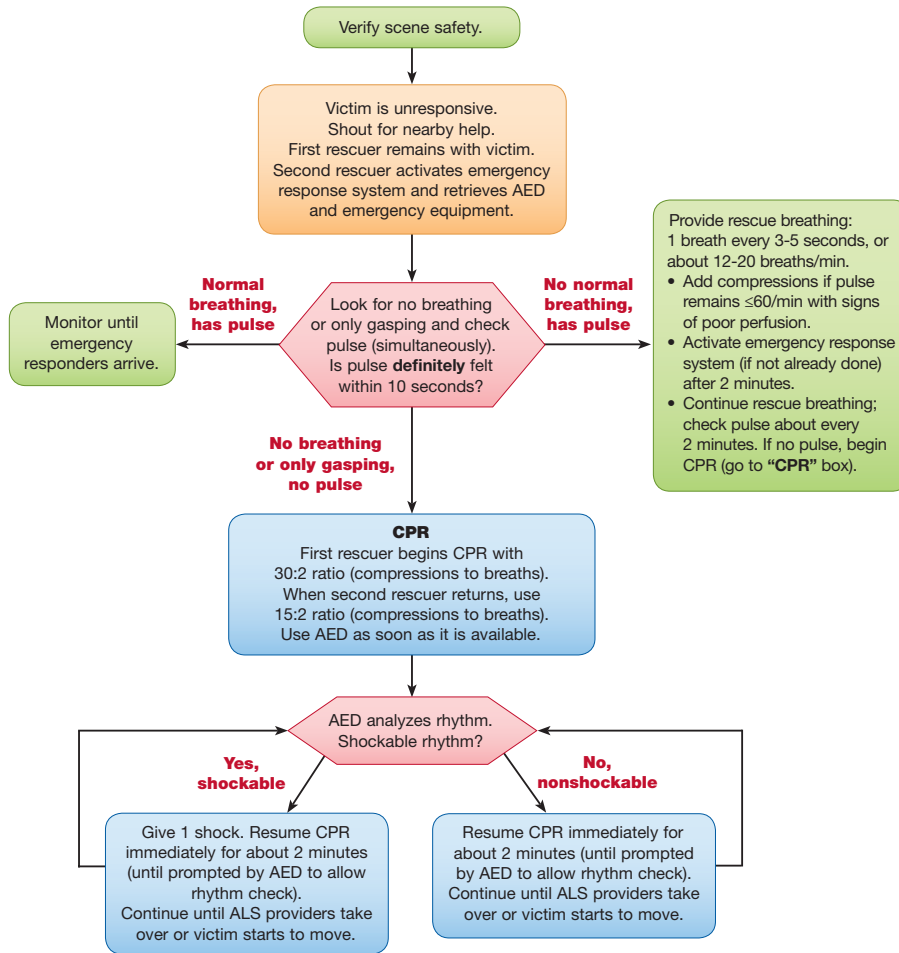 Verify scene safety.
Victim is unresponsive.
Shout for nearby help.
First rescuer remains with victim.
Second rescuer activates emergency
response system and retrieves AED
and emergency equipment.
Normal
breathing,
has pulse
Monitor until
emergency
responders arrive.
Look for no breathing
or only gasping and check
pulse (simultaneously).
Is pulse definitely felt
within 10 seconds?
No normal
breathing,
has pulse
Provide rescue breathing:
1 breath every 3-5 seconds, or
about 12-20 breaths/min.
• Add compressions if pulse
remains ≤60/min with signs
of poor perfusion.
• Activate emergency response
system (if not already done)
after 2 minutes.
• Continue rescue breathing;
check pulse about every
2 minutes. If no pulse, begin
CPR (go to “CPR” box).
No breathing
or only gasping,
no pulse
CPR
First rescuer begins CPR with
30:2 ratio (compressions to breaths).
When second rescuer returns, use
15:2 ratio (compressions to breaths).
Use AED as soon as it is available.
AED analyzes rhythm.
Shockable rhythm?
Yes,
shockable
No,
nonshockable
Give 1 shock. Resume CPR
immediately for about 2 minutes
(until prompted by AED to allow
rhythm check).
Continue until ALS providers take
over or victim starts to move.
Resume CPR immediately for
about 2 minutes (until prompted
by AED to allow rhythm check).
Continue until ALS providers take
over or victim starts to move.